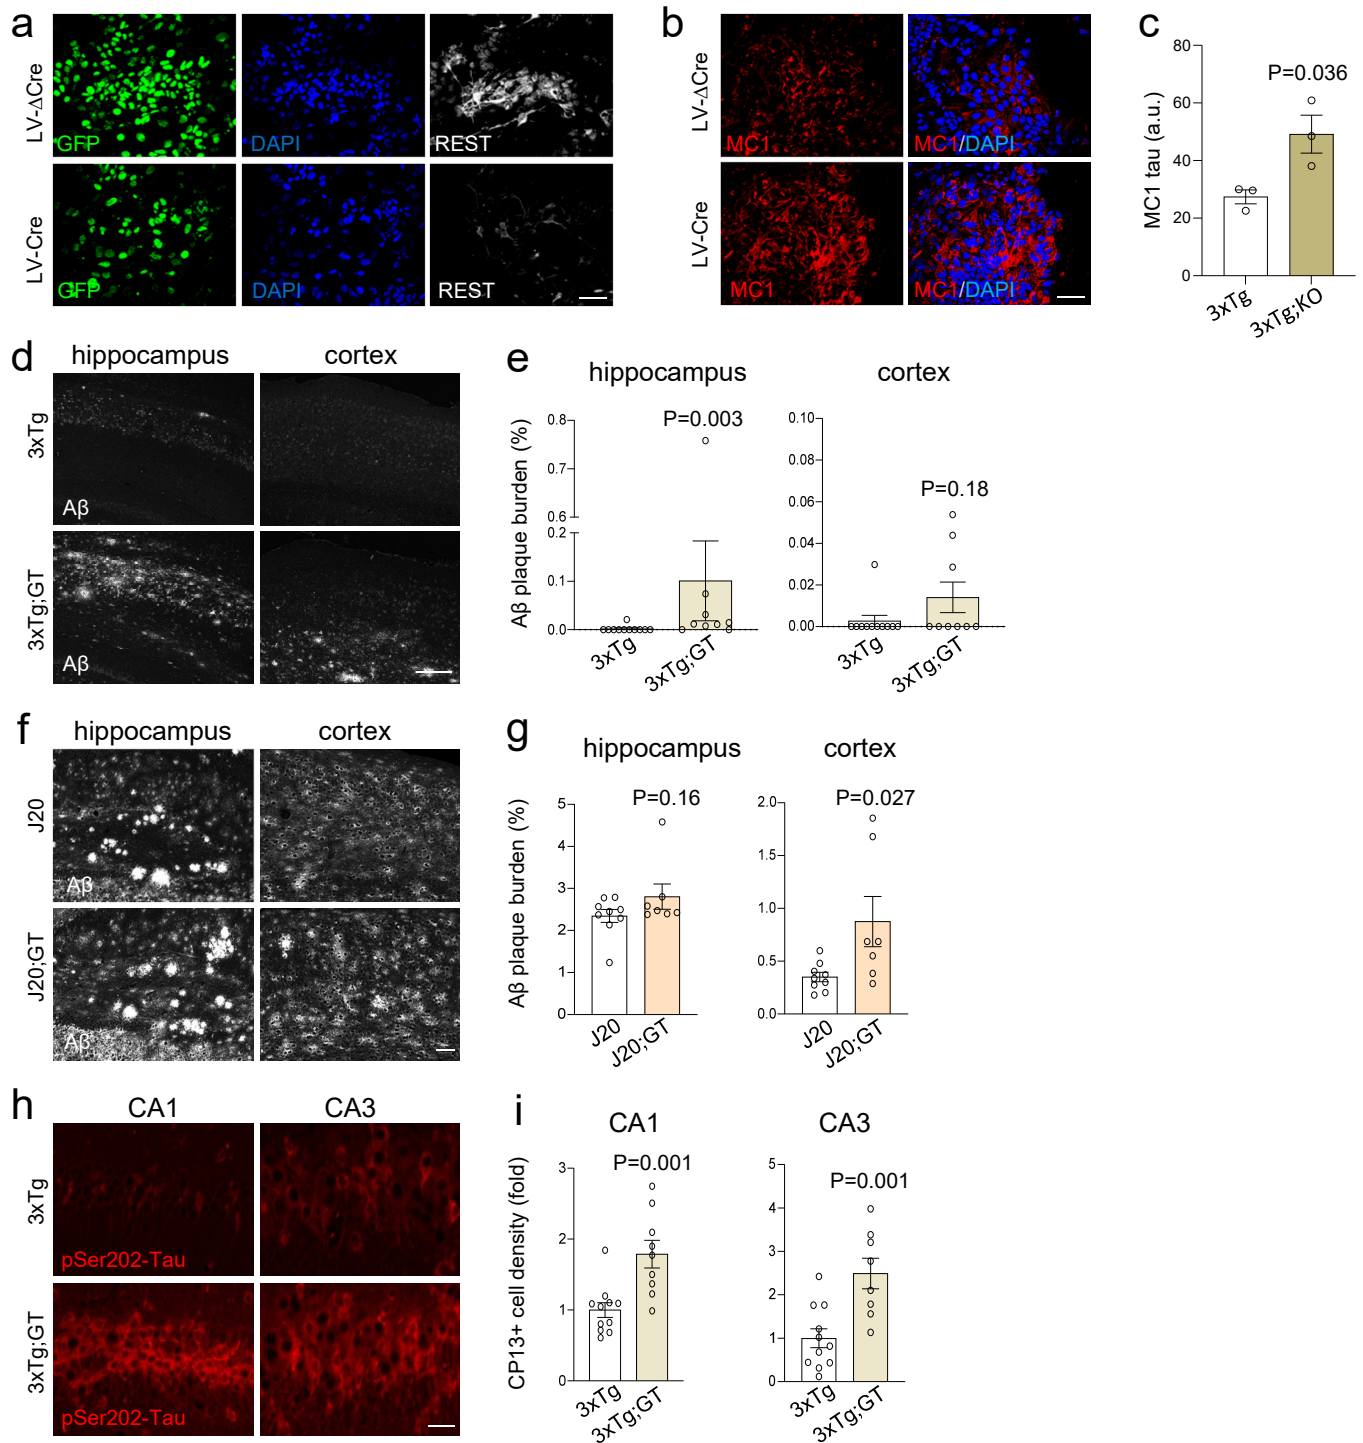 a
LV-ΔCre
GFP
DAPI
REST
LV-Cre
GFP
DAPI
REST
b
LV-ΔCre
MC1
MC1/DAPI
LV-Cre
MC1
MC1/DAPI
c
MC1 tau (a.u.)
80
60
40
20
0
P=0.036
3xTg
3xTg;KO
d
hippocampus
cortex
3xTg
Aβ
3xTg;GT
Aβ
e
hippocampus
cortex
Aβ plaque burden (%)
0.8
0.7
0.6
0.2
0.1
0.0
P=0.003
3xTg
3xTg;GT
0.10
0.08
0.06
0.04
0.02
0.00
P=0.18
3xTg
3xTg;GT
f
hippocampus
cortex
J20
Aβ
J20;GT
Aβ
g
hippocampus
cortex
Aβ plaque burden (%)
5
4
3
2
1
0
P=0.16
J20
J20;GT
2.0
1.5
1.0
0.5
0.0
P=0.027
J20
J20;GT
h
CA1
CA3
3xTg
pSer202-Tau
3xTg;GT
pSer202-Tau
i
CA1
CA3
CP13+ cell density (fold)
3
2
1
0
P=0.001
3xTg
3xTg;GT
5
4
3
2
1
0
P=0.001
3xTg
3xTg;GT